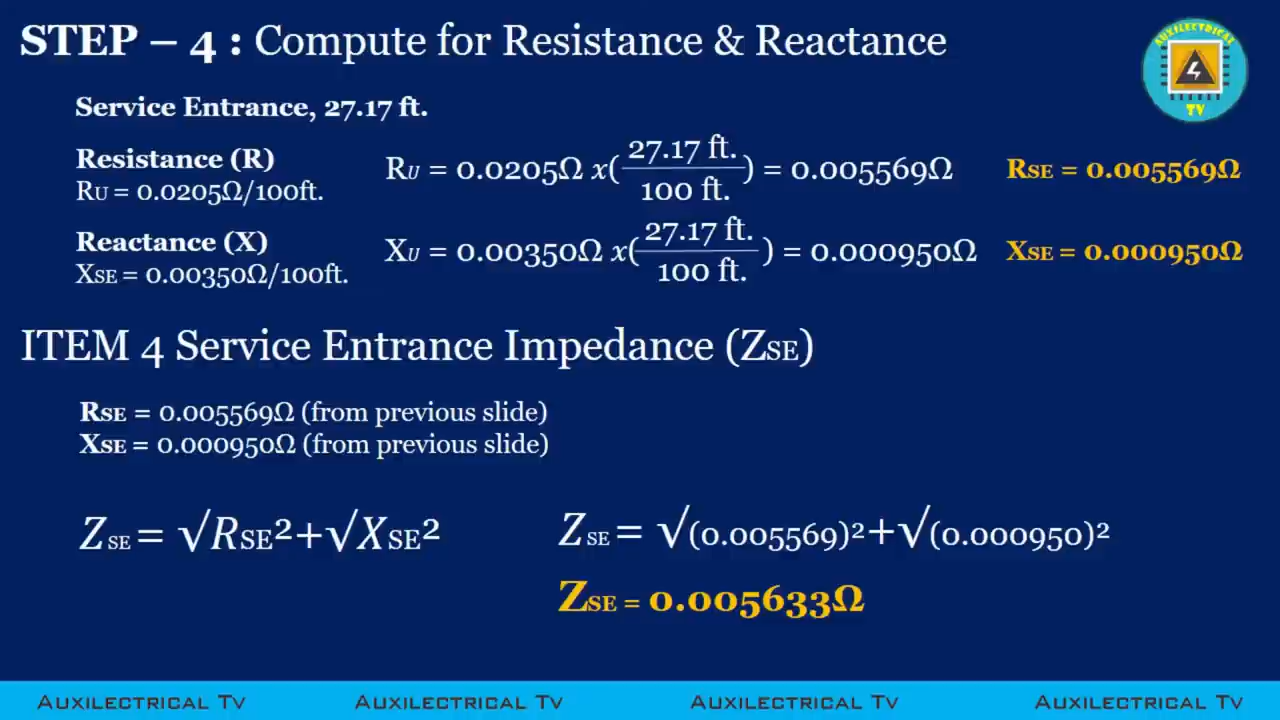 STEP – 4 : Compute for Resistance & Reactance
AUXILECTRICAL
TV
Service Entrance, 27.17 ft.
Resistance (R)
RU = 0.0205Ω/100ft.
RU = 0.0205Ω x(27.17 ft./100 ft.) = 0.005569Ω
RSE = 0.005569Ω
Reactance (X)
XSE = 0.00350Ω/100ft.
XU = 0.00350Ω x(27.17 ft./100 ft.) = 0.000950Ω
XSE = 0.000950Ω
ITEM 4 Service Entrance Impedance (ZSE)
RSE = 0.005569Ω (from previous slide)
XSE = 0.000950Ω (from previous slide)
ZSE = √RSE²+√XSE²
ZSE = √(0.005569)²+√(0.000950)²
ZSE = 0.005633Ω
Auxilectrical Tv Auxilectrical Tv Auxilectrical Tv Auxilectrical Tv